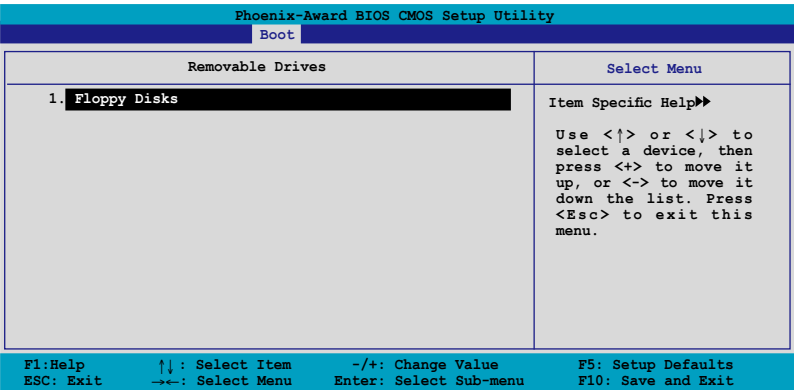 Phoenix-Award BIOS CMOS Setup Utility
Boot
Removable Drives
Select Menu
1. Floppy Disks
Item Specific Help▶▶
Use <↑> or <↓> to
select a device, then
press <+> to move it
up, or <-> to move it
down the list. Press
<Esc> to exit this
menu.
F1:Help ↑↓: Select Item -/+: Change Value F5: Setup Defaults
ESC: Exit →←: Select Menu Enter: Select Sub-menu F10: Save and Exit